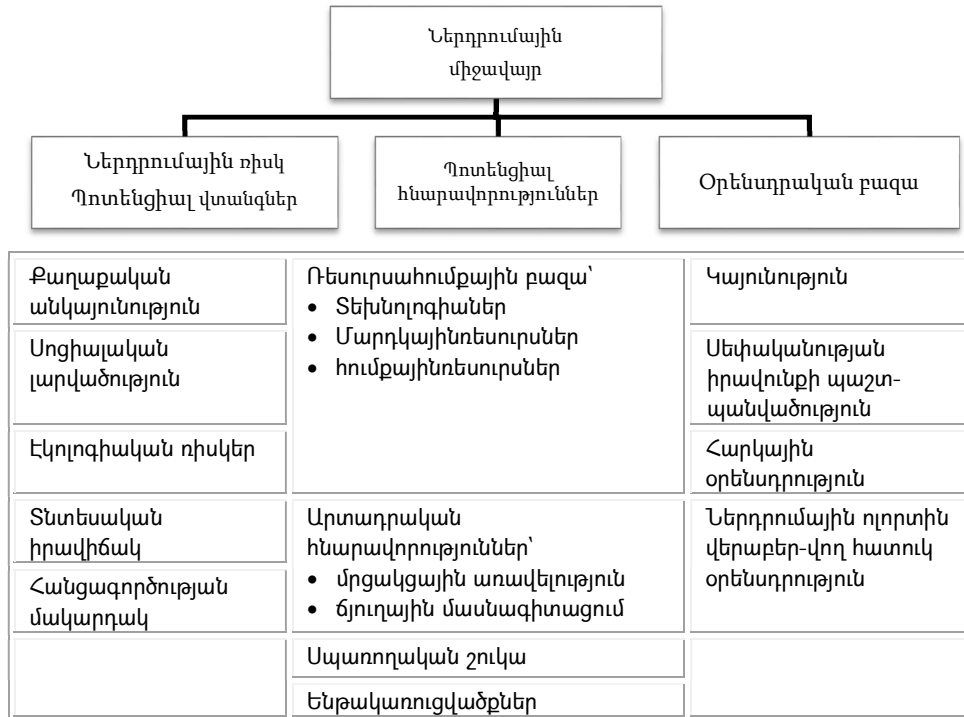 Ներդրումային
միջավայր
Ներդրումային ռիսկ
Պոտենցիալ վտանգներ
Պոտենցիալ
հնարավորություններ
Օրենսդրական բազա
Քաղաքական
անկայունություն
Սոցիալական
լարվածություն
Էկոլոգիական ռիսկեր
Տնտեսական
իրավիճակ
Հանցագործության
մակարդակ
Ռեսուրսահումքային բազա՝
• Տեխնոլոգիաներ
• Մարդկայինռեսուրսներ
• հումքայինռեսուրսներ
Արտադրական
հնարավորություններ՝
• մրցակցային առավելություն
• ճյուղային մասնագիտացում
Սպառողական շուկա
Ենթակառուցվածքներ
Կայունություն
Սեփականության
իրավունքի պաշտ-
պանվածություն
Հարկային
օրենսդրություն
Ներդրումային ոլորտին
վերաբեր-վող հատուկ
օրենսդրություն